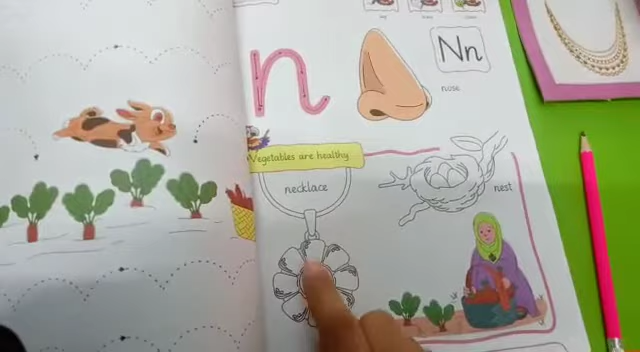 n
Nn
nose
Vegetables are healthy
necklace
nest